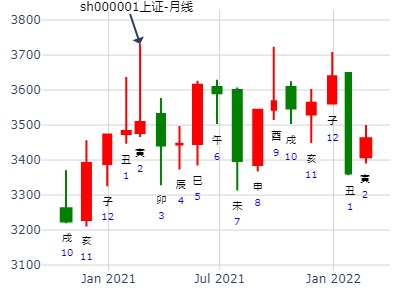 sh000001上证-月线
3800
3700
3600
3500
3400
3300
3200
3100
戌
10
亥
11
子
12
丑
1
寅
2
卯
3
辰
4
巳
5
午
6
未
7
申
8
酉
9
戌
10
亥
11
子
12
丑
1
寅
2
Jan 2021
Jul 2021
Jan 2022